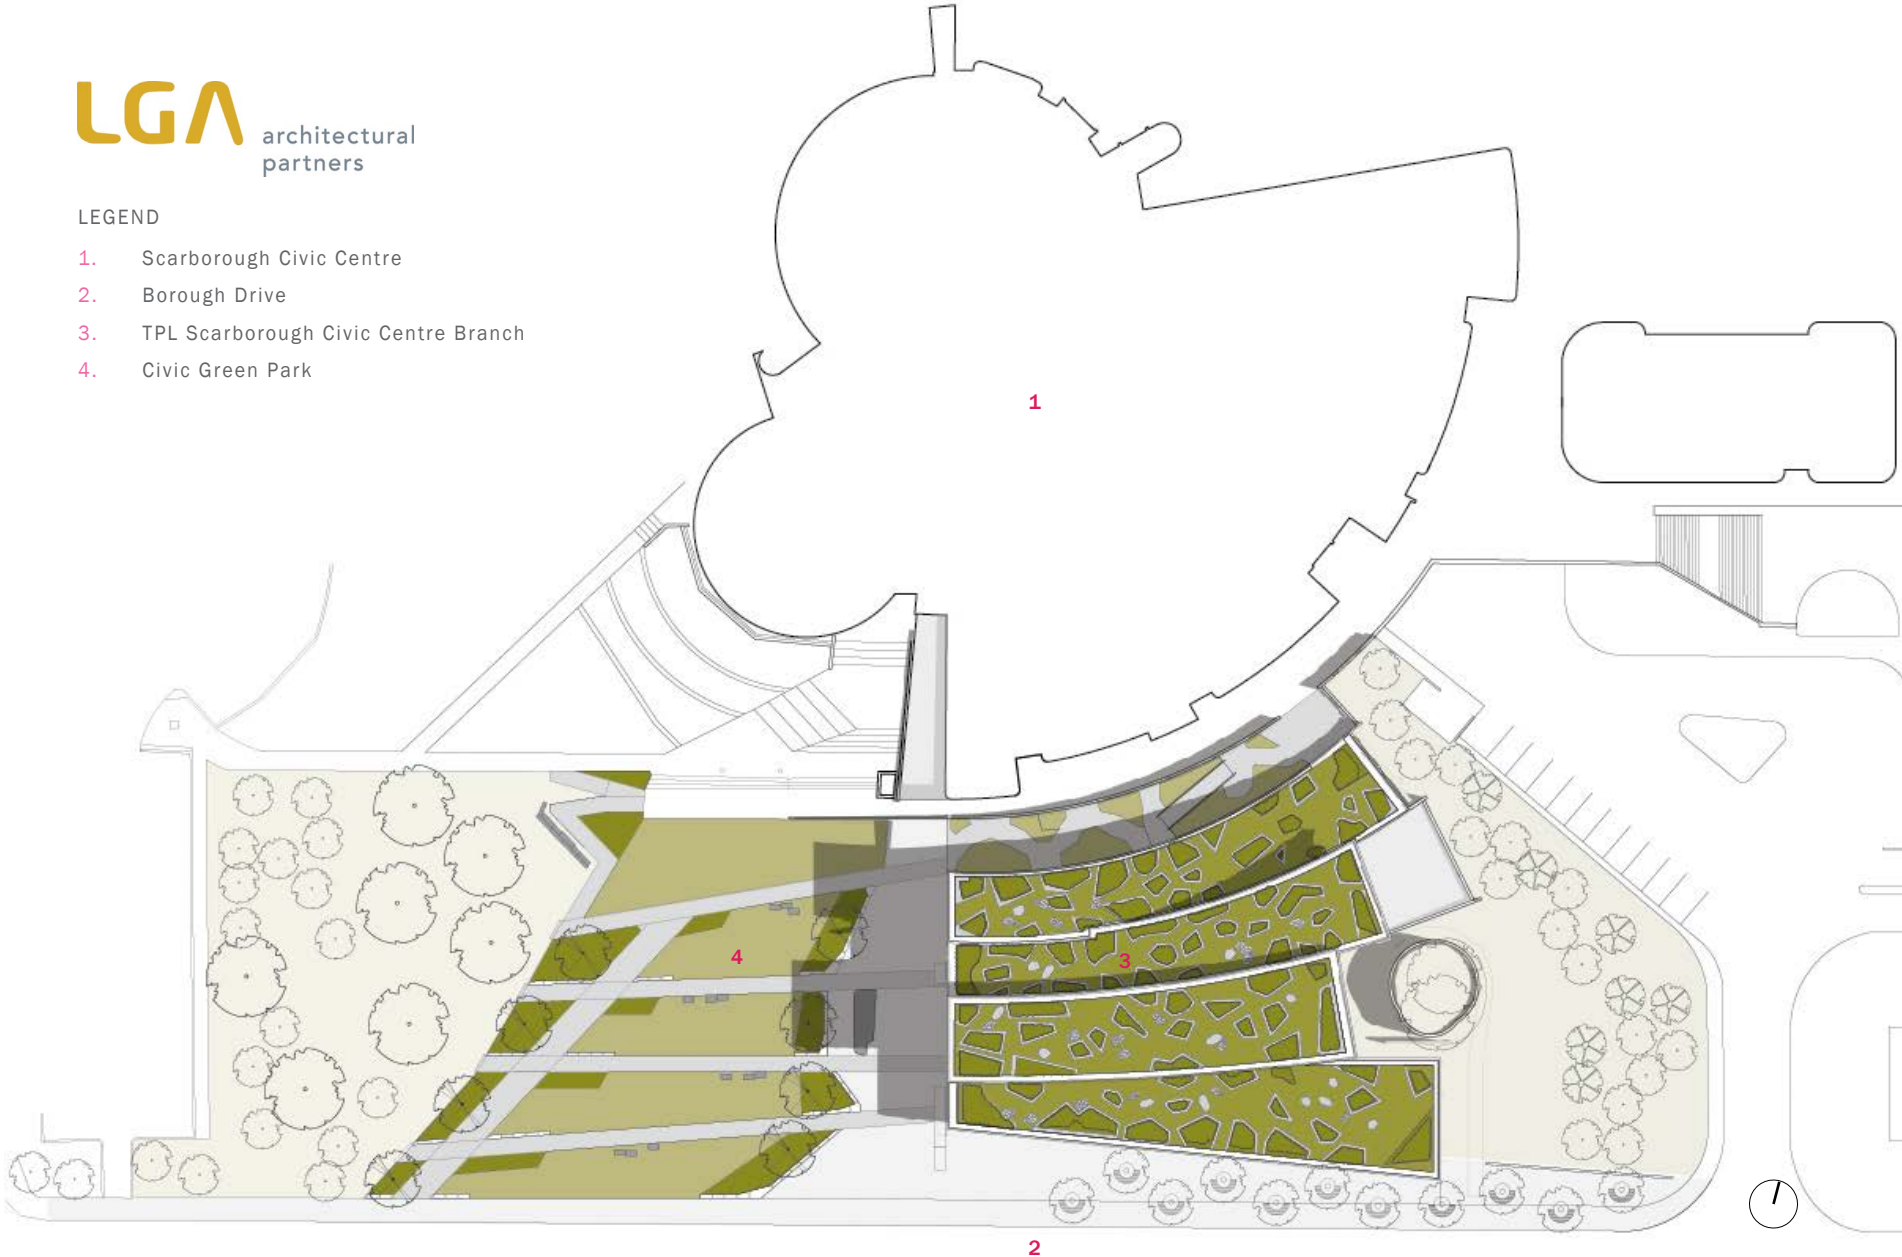 LGA architectural
partners
LEGEND
1. Scarborough Civic Centre
2. Borough Drive
3. TPL Scarborough Civic Centre Branch
4. Civic Green Park
1
4
3
2